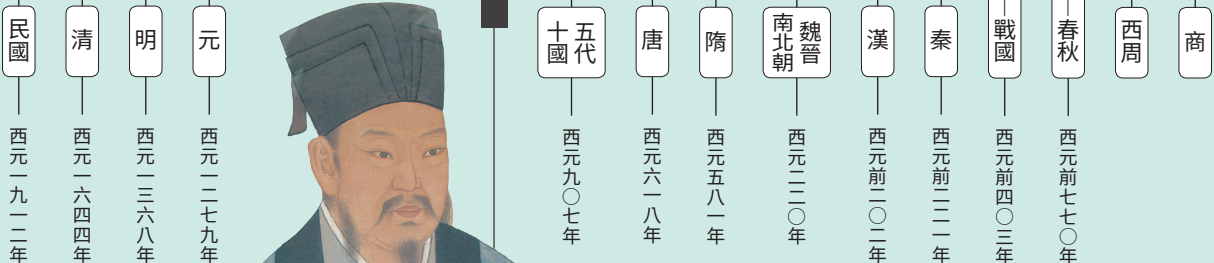 商
西周
春秋
西元前七七〇年
戰國
西元前四〇三年
秦
西元前二二一年
漢
西元前二〇二年
魏晉南北朝
西元二二〇年
隋
西元五八一年
唐
西元六一八年
五代十國
西元九〇七年
元
西元一二七九年
明
西元一三六八年
清
西元一六四四年
民國
西元一九一二年